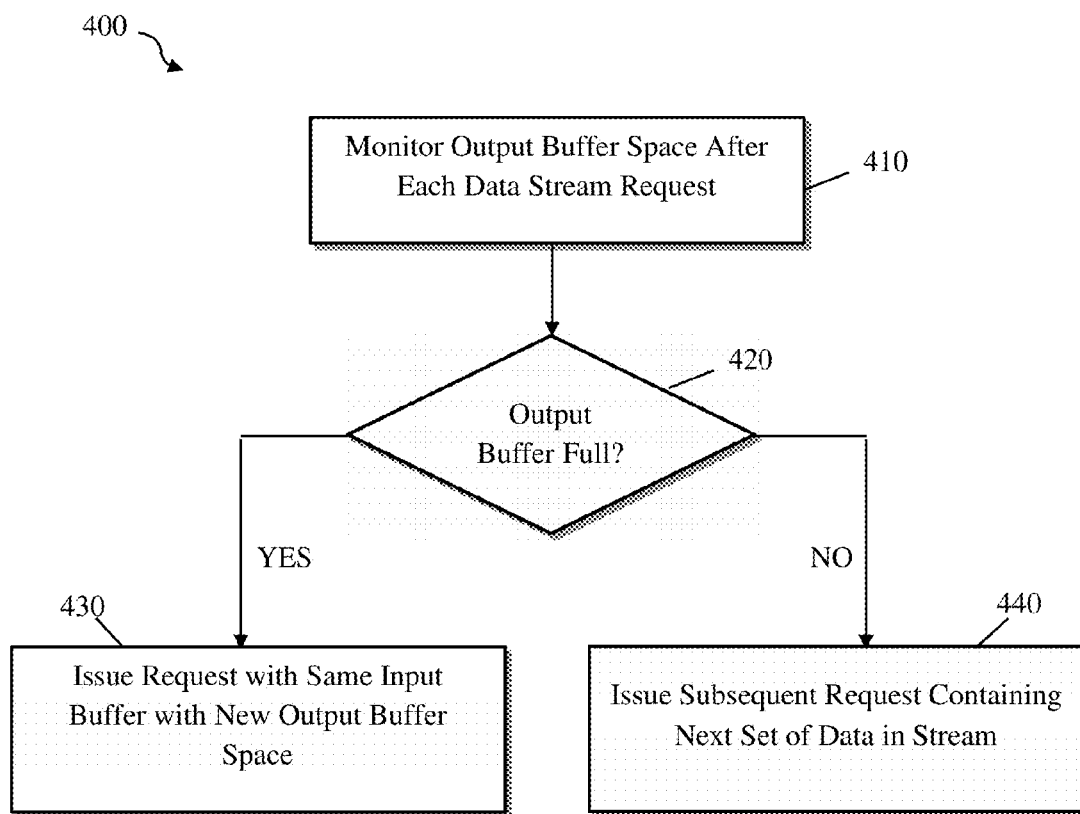 400
Monitor Output Buffer Space After
Each Data Stream Request
410
420
Output
Buffer Full?
YES
NO
430
440
Issue Request with Same Input
Buffer with New Output Buffer
Space
Issue Subsequent Request Containing
Next Set of Data in Stream